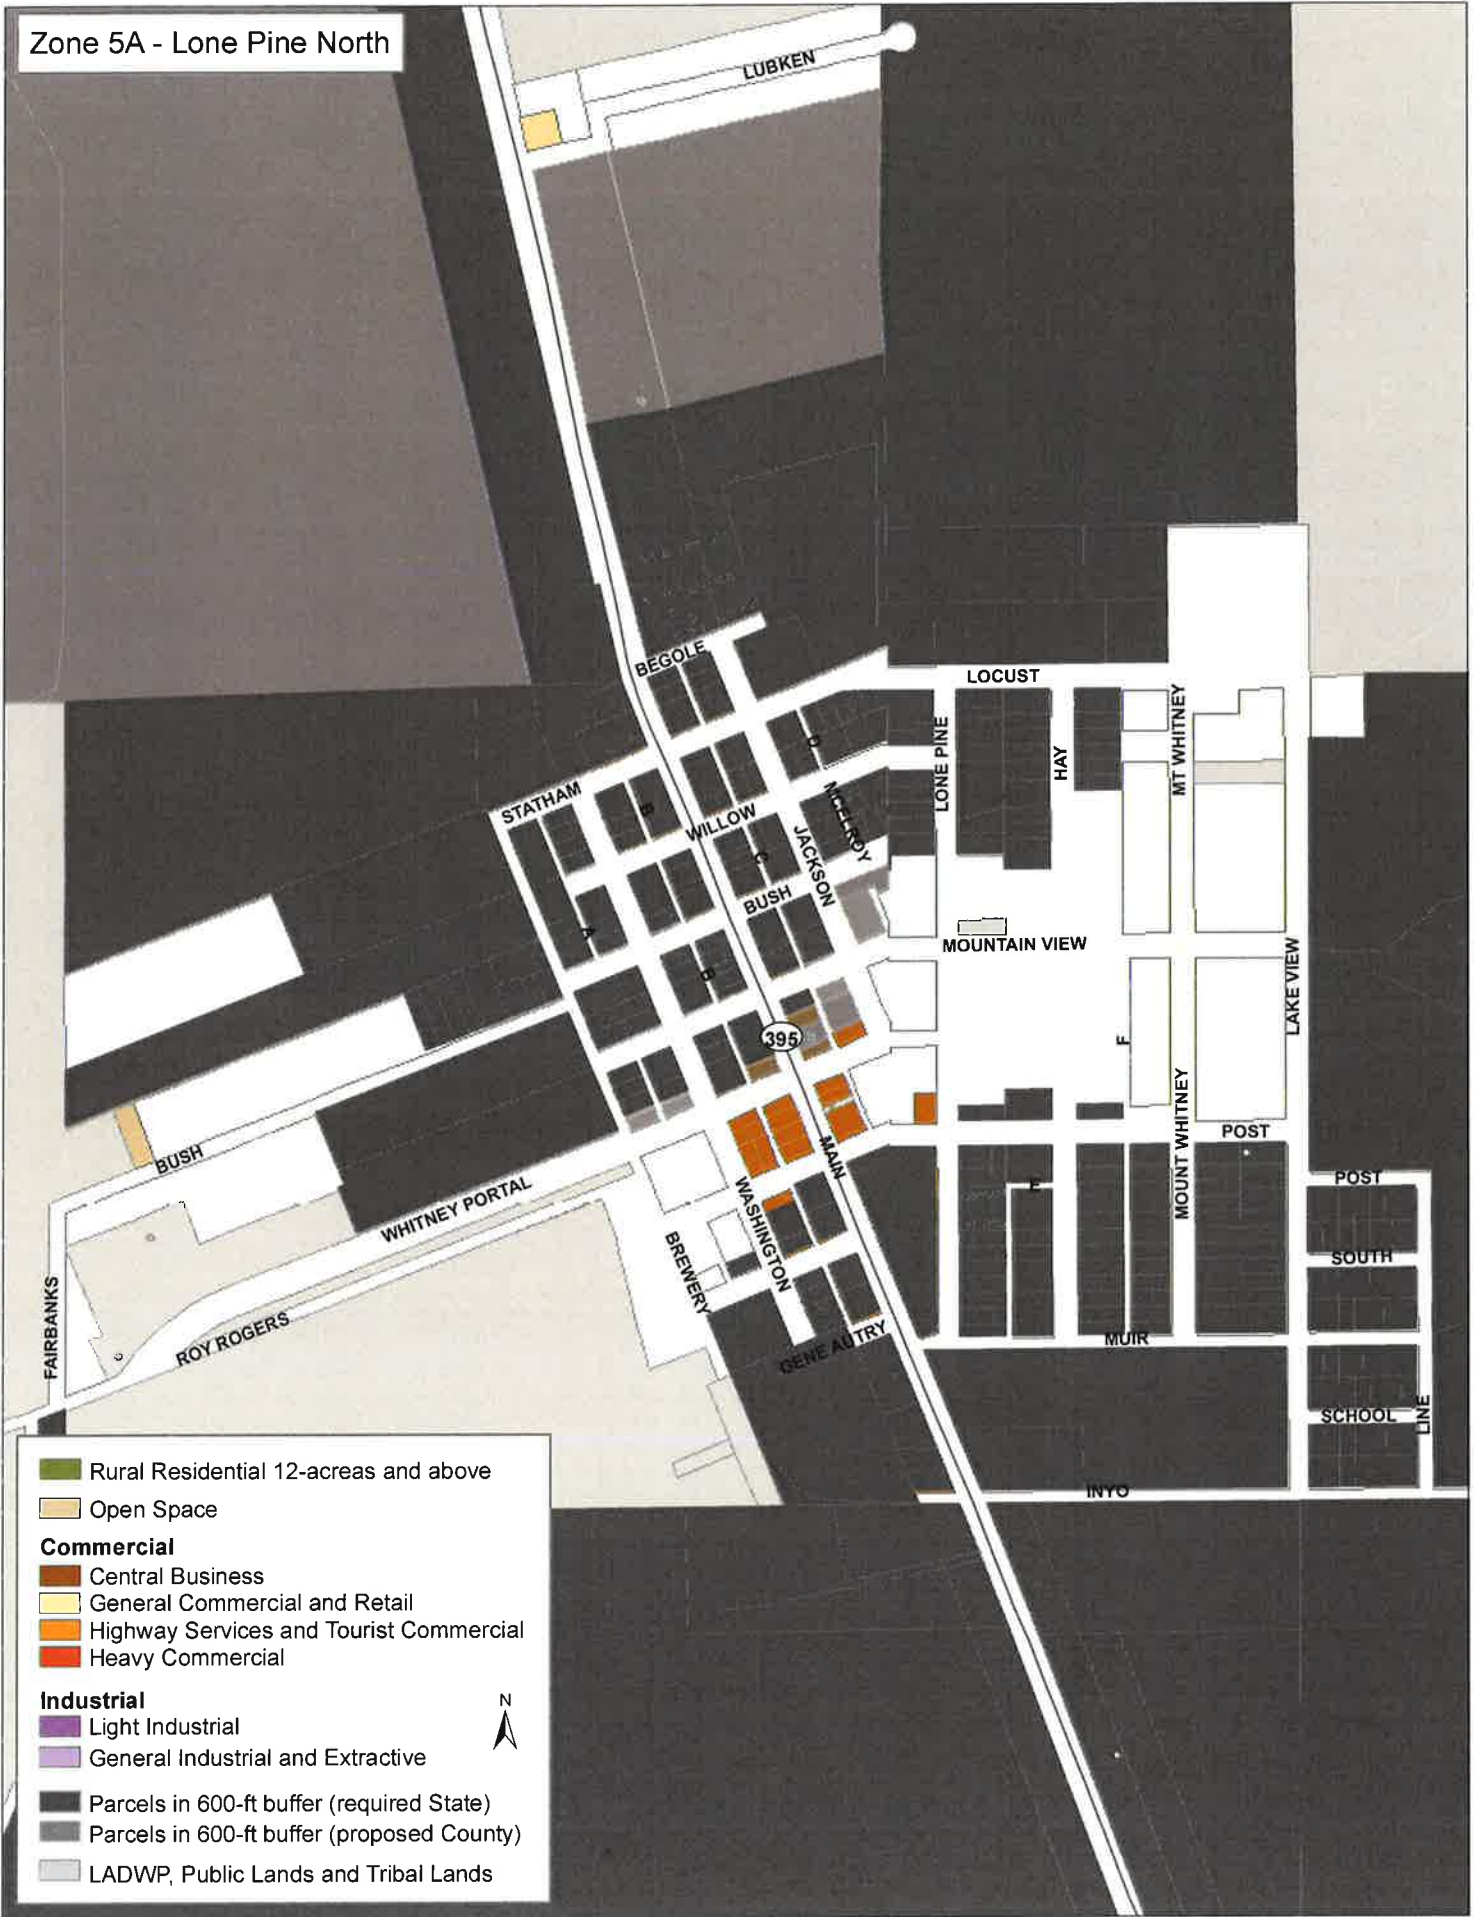 Zone 5A - Lone Pine North
LUBKEN
BEGOLE
LOCUST
STATHAM
B
D
LONE PINE
HAY
MT WHITNEY
WILLOW
MCELROY
C
JACKSON
BUSH
A
B
MOUNTAIN VIEW
LAKE VIEW
395
F
BUSH
MAIN
MOUNT WHITNEY
POST
WHITNEY PORTAL
WASHINGTON
E
POST
BREWERY
SOUTH
FAIRBANKS
ROY ROGERS
GENE AUTRY
MUIR
SCHOOL
LINE
INYO
Rural Residential 12-acreas and above
Open Space
Commercial
Central Business
General Commercial and Retail
Highway Services and Tourist Commercial
Heavy Commercial
Industrial
N
Light Industrial
General Industrial and Extractive
Parcels in 600-ft buffer (required State)
Parcels in 600-ft buffer (proposed County)
LADWP, Public Lands and Tribal Lands